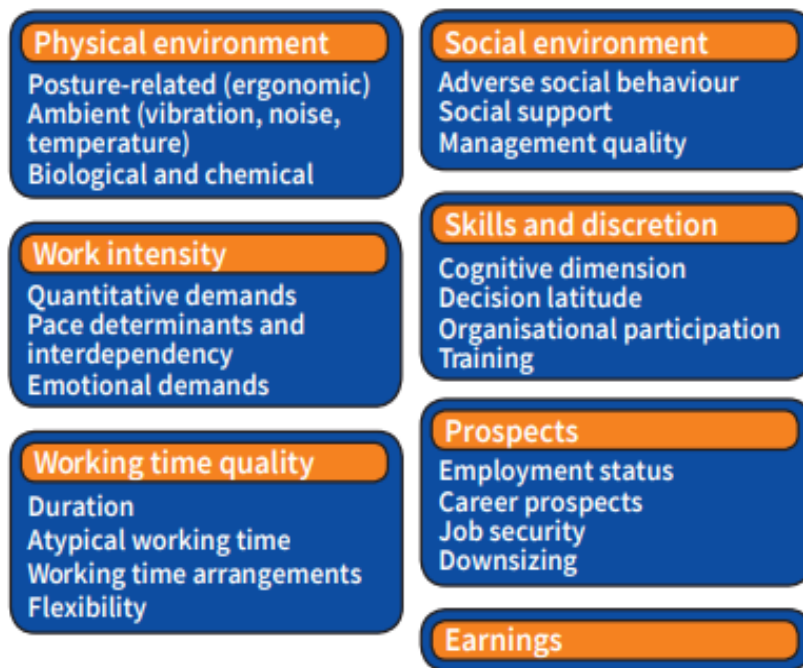 Physical environment
Posture-related (ergonomic)
Ambient (vibration, noise,
temperature)
Biological and chemical
Work intensity
Quantitative demands
Pace determinants and
interdependency
Emotional demands
Working time quality
Duration
Atypical working time
Working time arrangements
Flexibility
Social environment
Adverse social behaviour
Social support
Management quality
Skills and discretion
Cognitive dimension
Decision latitude
Organisational participation
Training
Prospects
Employment status
Career prospects
Job security
Downsizing
Earnings